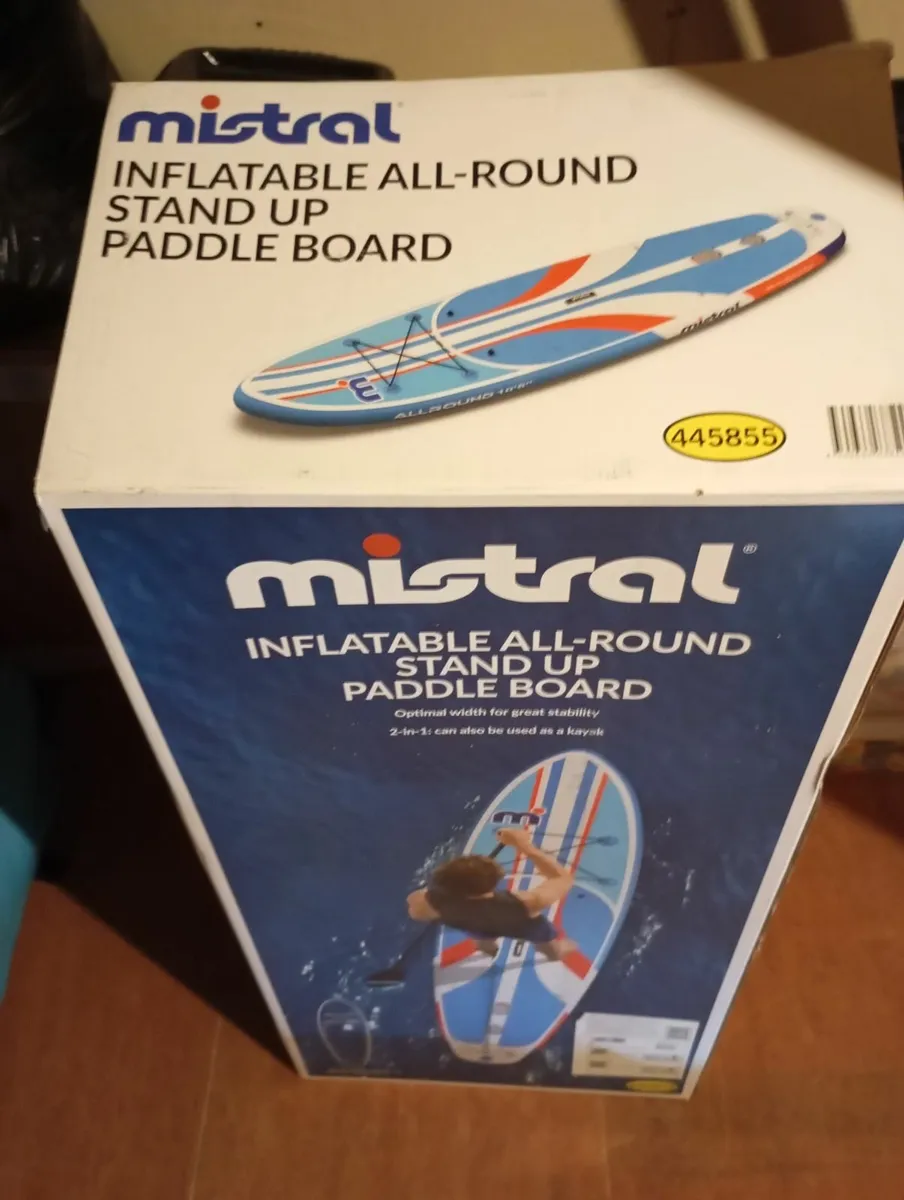 mistral
INFLATABLE ALL-ROUND
STAND UP
PADDLE BOARD
mistral
ALLROUND
445855
mistral®
INFLATABLE ALL-ROUND
STAND UP
PADDLE BOARD
Optimal width for great stability
2-in-1: can also be used as a kayak